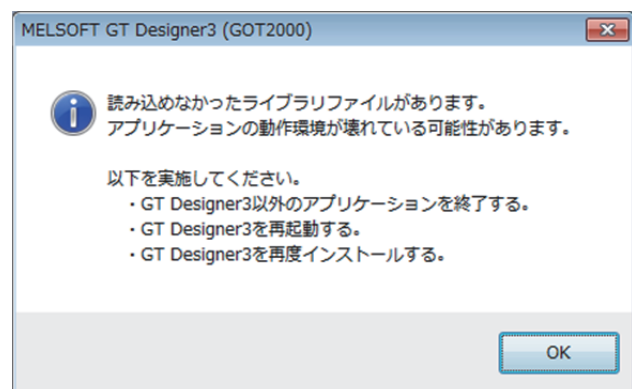 MELSOFT GT Designer3 (GOT2000)
読み込めなかったライブラリファイルがあります。
アプリケーションの動作環境が壊れている可能性があります。
以下を実施してください。
・GT Designer3以外のアプリケーションを終了する。
・GT Designer3を再起動する。
・GT Designer3を再度インストールする。
OK